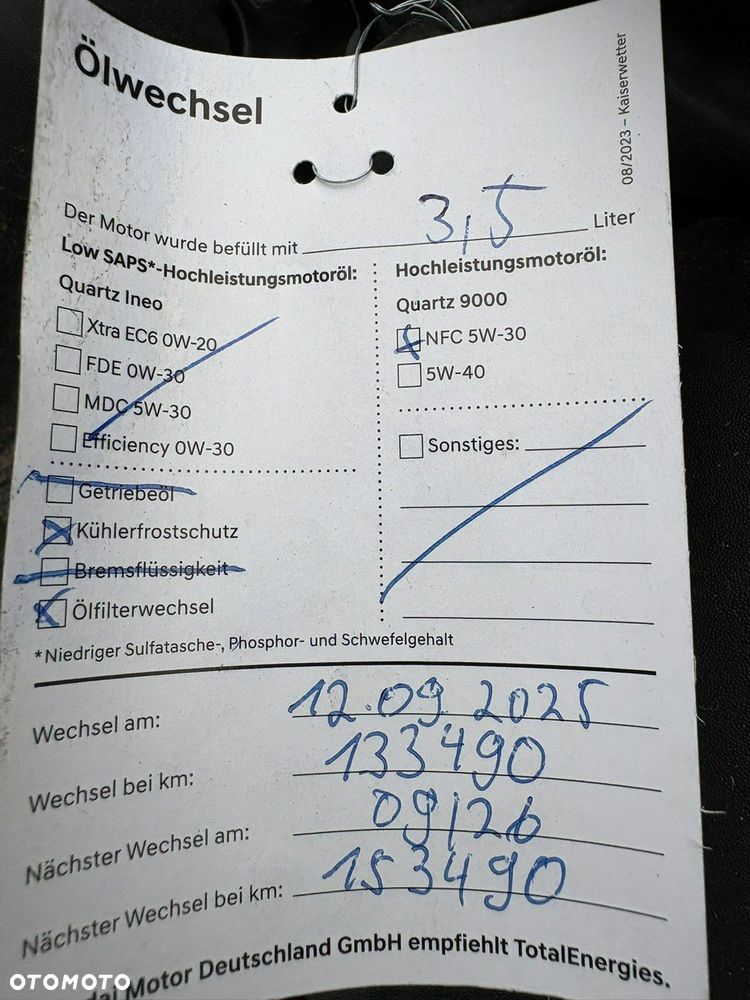 Ölwechsel
08/2023 – Kaiserwetter
Der Motor wurde befüllt mit 3,5 Liter
Low SAPS*-Hochleistungsmotoröl:
Quartz Ineo
Xtra EC6 0W-20
FDE 0W-30
MDC 5W-30
Efficiency 0W-30
Hochleistungsmotoröl:
Quartz 9000
NFC 5W-30
5W-40
Sonstiges:
Getriebeöl
Kühlerfrostschutz
Bremsflüssigkeit
Ölfilterwechsel
*Niedriger Sulfatasche-, Phosphor- und Schwefelgehalt
Wechsel am: 12.09 2025
Wechsel bei km: 133490
Nächster Wechsel am: 09/26
Nächster Wechsel bei km: 153490
Motor Deutschland GmbH empfiehlt TotalEnergies.
OTOMOTO